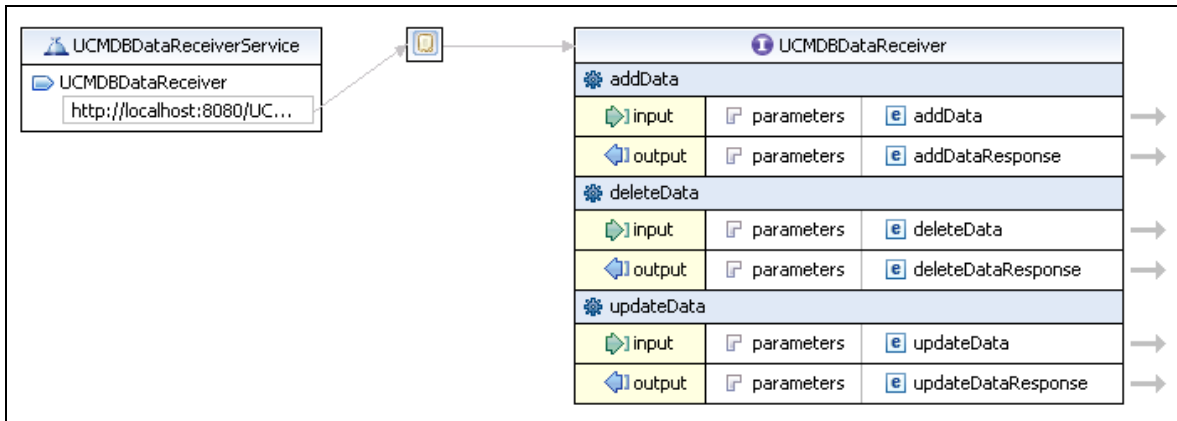 UCMDBDataReceiverService
UCMDBDataReceiver
http://localhost:8080/UC...
UCMDBDataReceiver
addData
input parameters e addData
output parameters e addDataResponse
deleteData
input parameters e deleteData
output parameters e deleteDataResponse
updateData
input parameters e updateData
output parameters e updateDataResponse